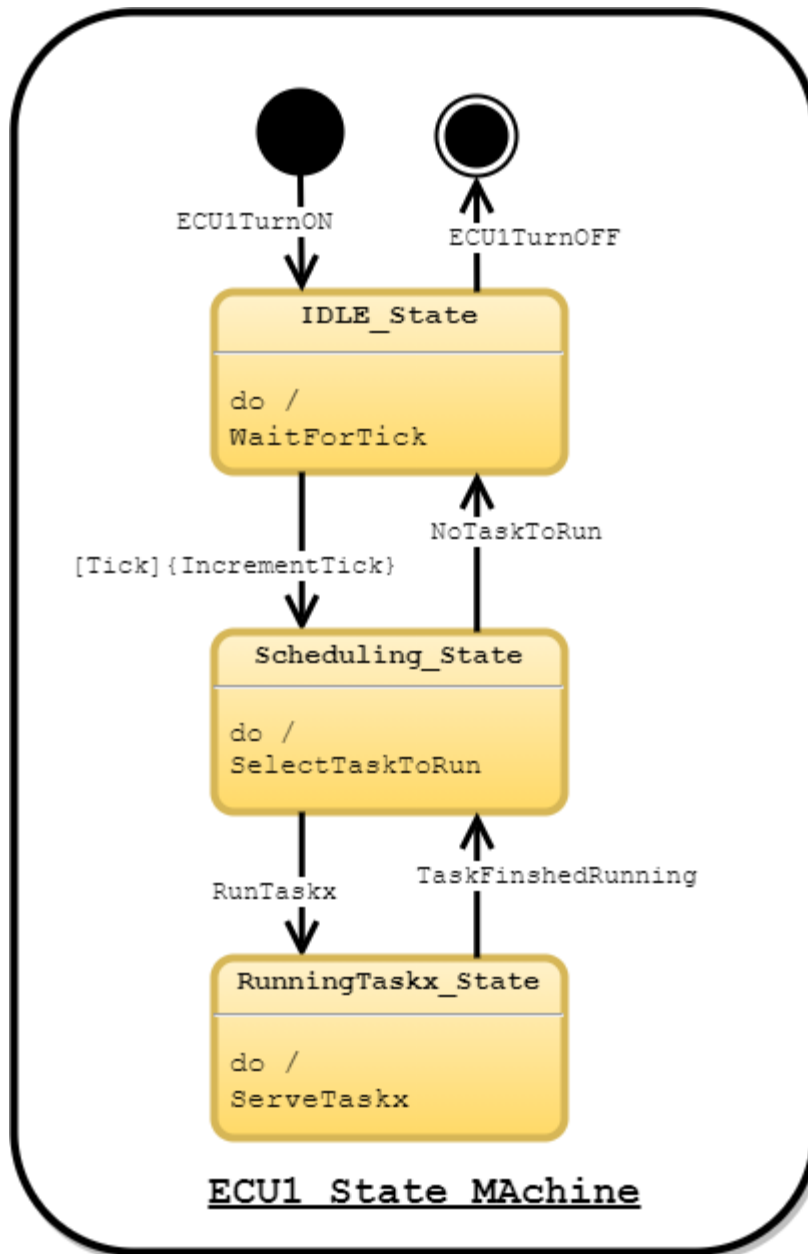 ECU1TurnON
ECU1TurnOFF
IDLE_State
do /
WaitForTick
NoTaskToRun
[Tick]{IncrementTick}
Scheduling_State
do /
SelectTaskToRun
TaskFinshedRunning
RunTaskx
RunningTaskx_State
do /
ServeTaskx
ECU1 State MAchine